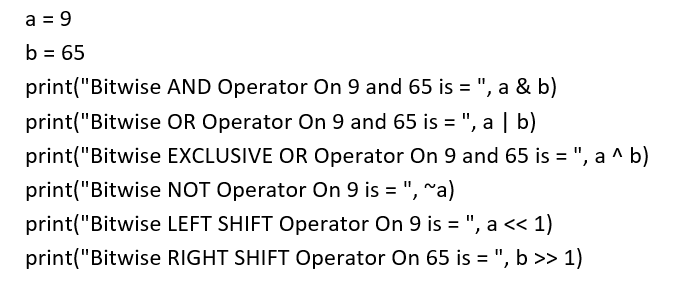 a = 9
b = 65
print("Bitwise AND Operator On 9 and 65 is = ", a & b)
print("Bitwise OR Operator On 9 and 65 is = ", a | b)
print("Bitwise EXCLUSIVE OR Operator On 9 and 65 is = ", a ^ b)
print("Bitwise NOT Operator On 9 is = ", ~a)
print("Bitwise LEFT SHIFT Operator On 9 is = ", a << 1)
print("Bitwise RIGHT SHIFT Operator On 65 is = ", b >> 1)